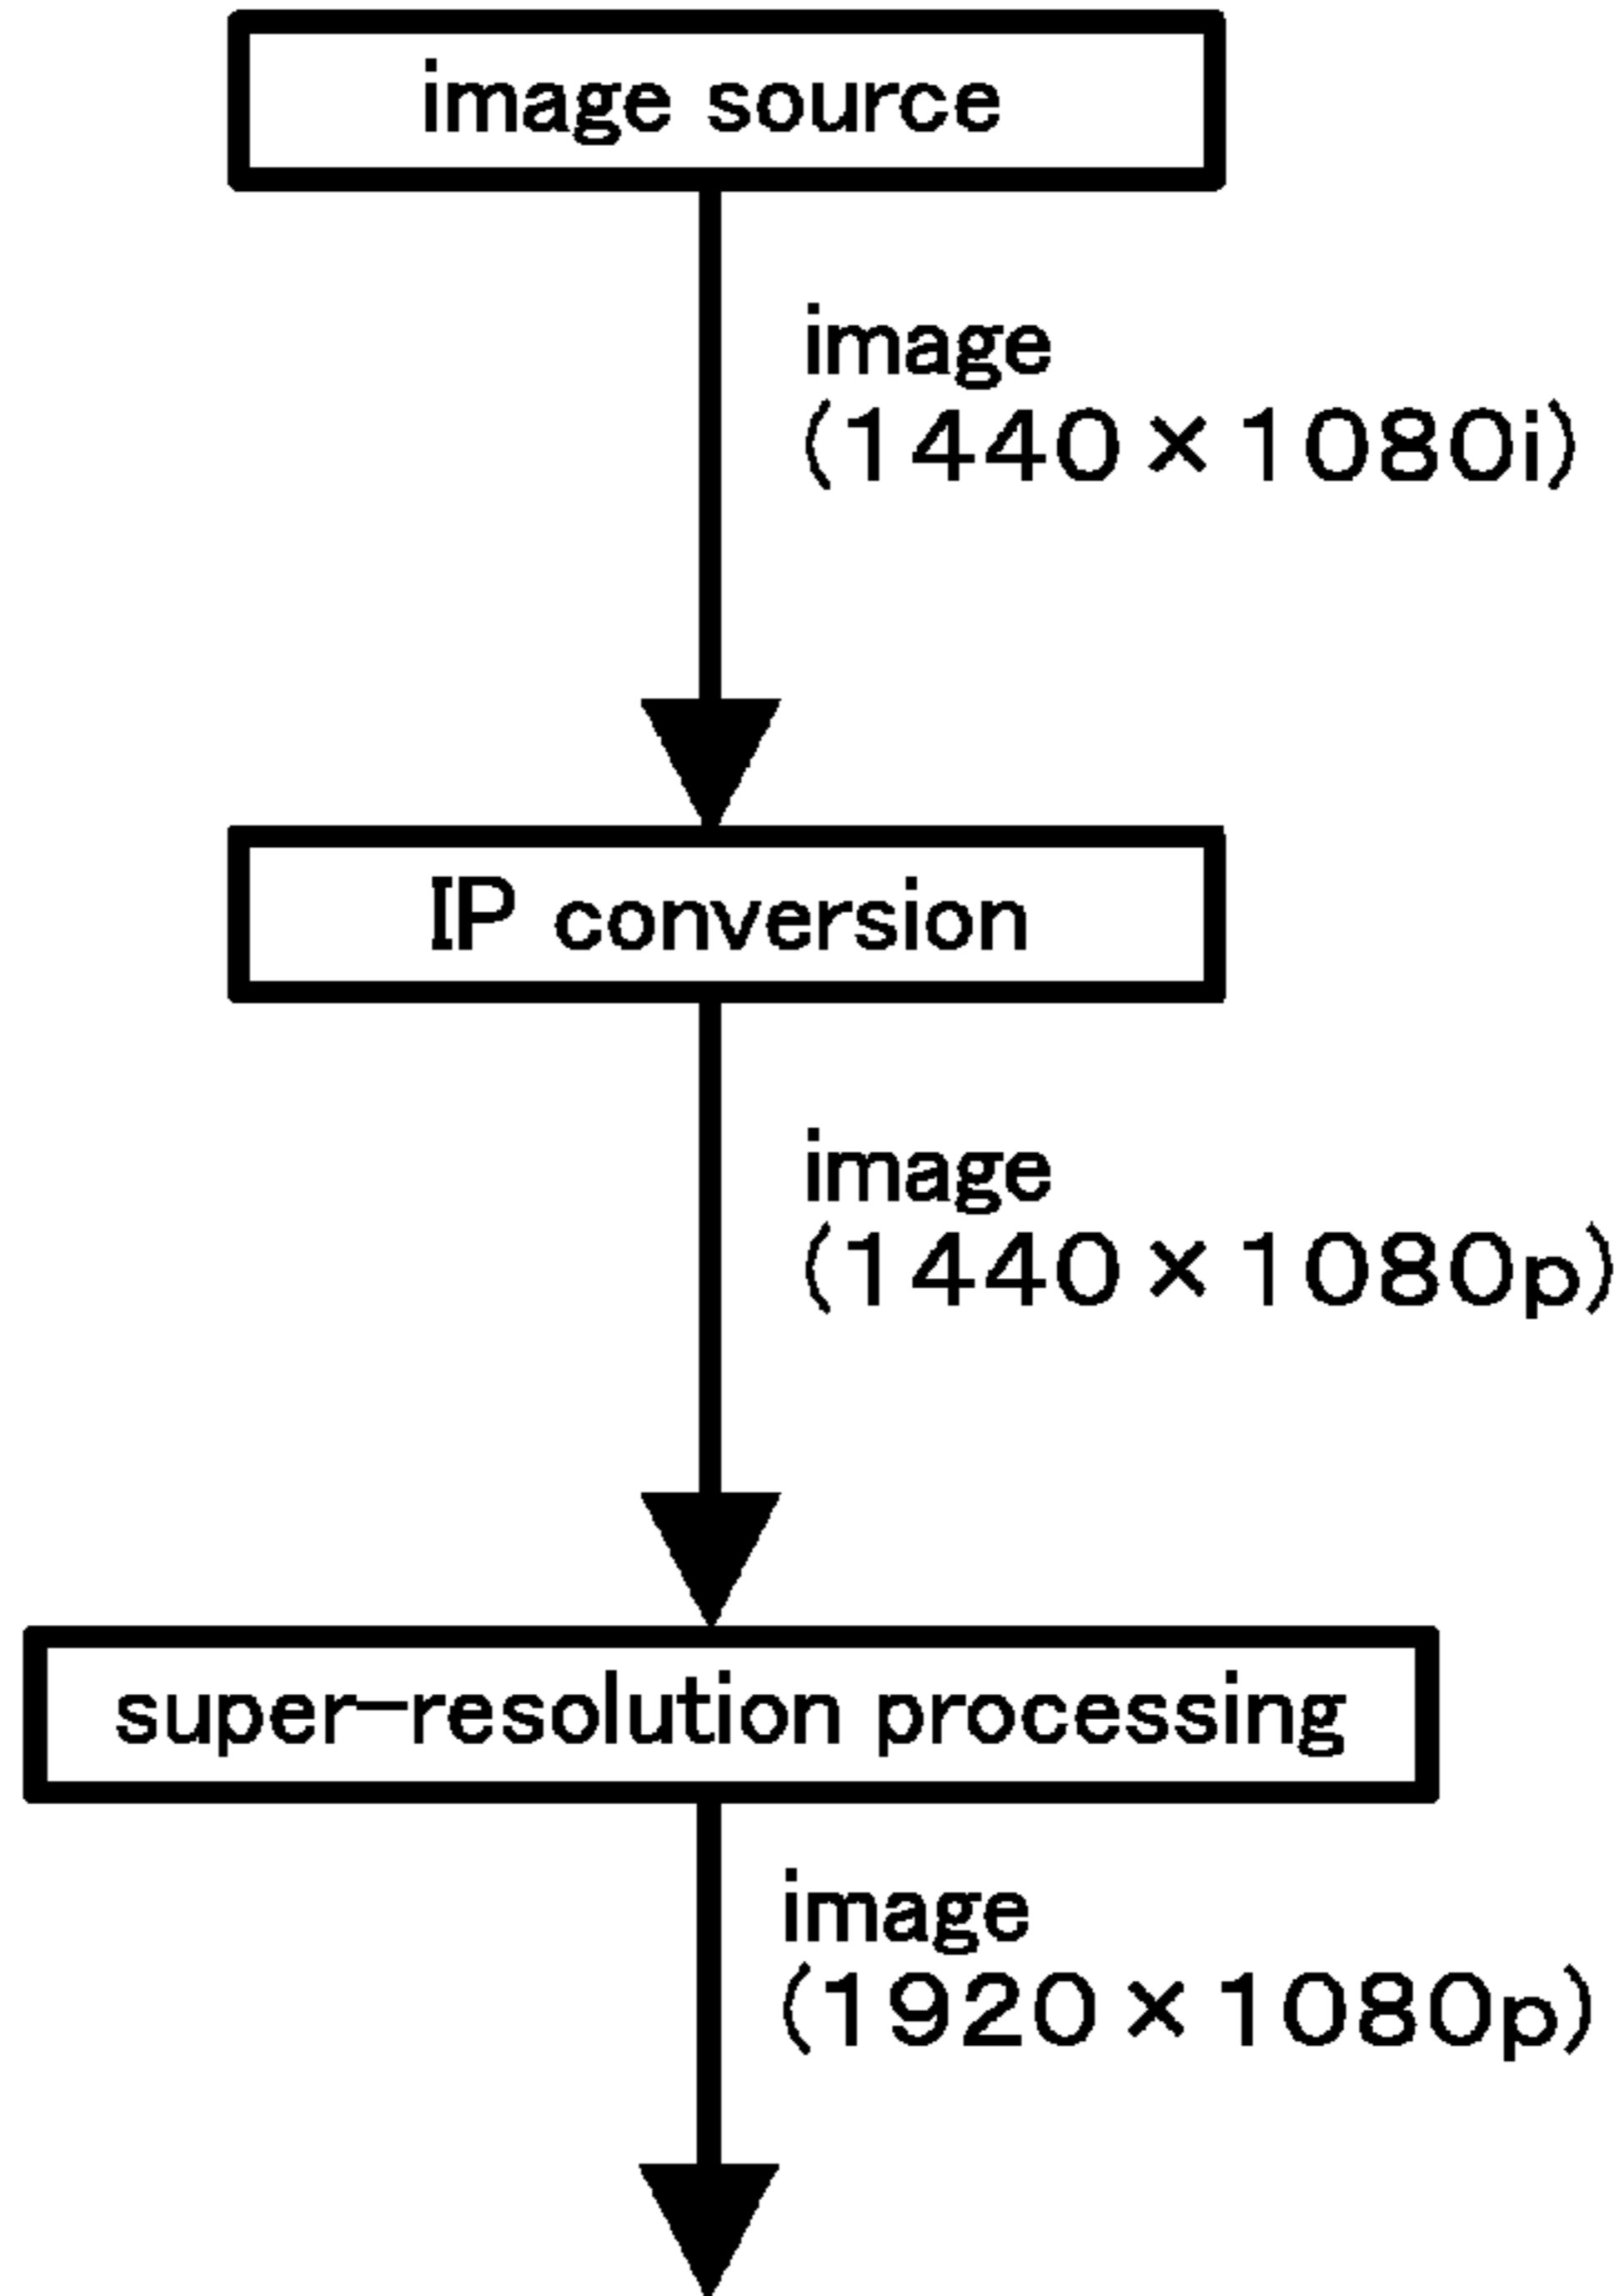 image source
image
(1440×1080i)
IP conversion
image
(1440×1080p)
super-resolution processing
image
(1920×1080p)